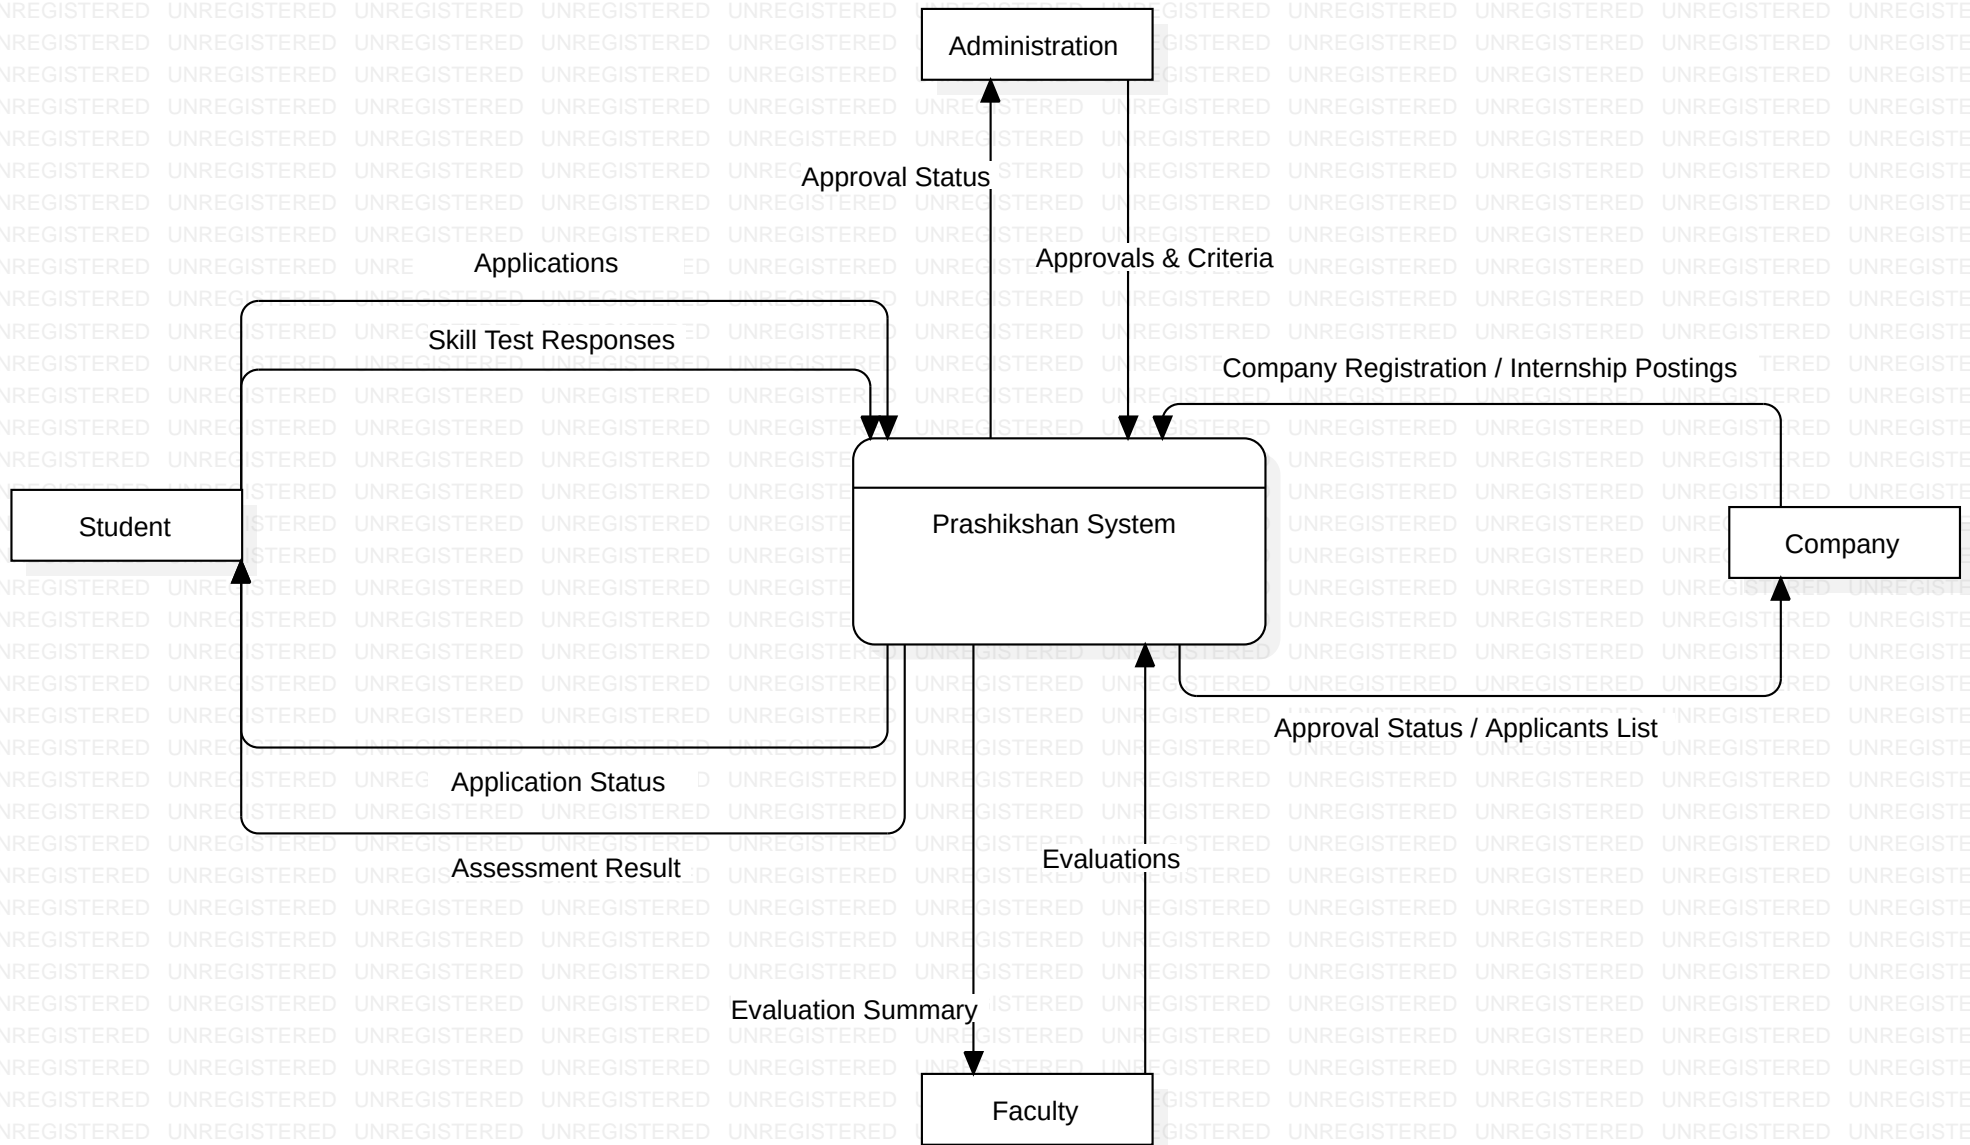 Administration
Approval Status
Approvals & Criteria
Applications
Skill Test Responses
Company Registration / Internship Postings
Student
Prashikshan System
Company
Approval Status / Applicants List
Application Status
Assessment Result
Evaluations
Evaluation Summary
Faculty
UNREGISTERED